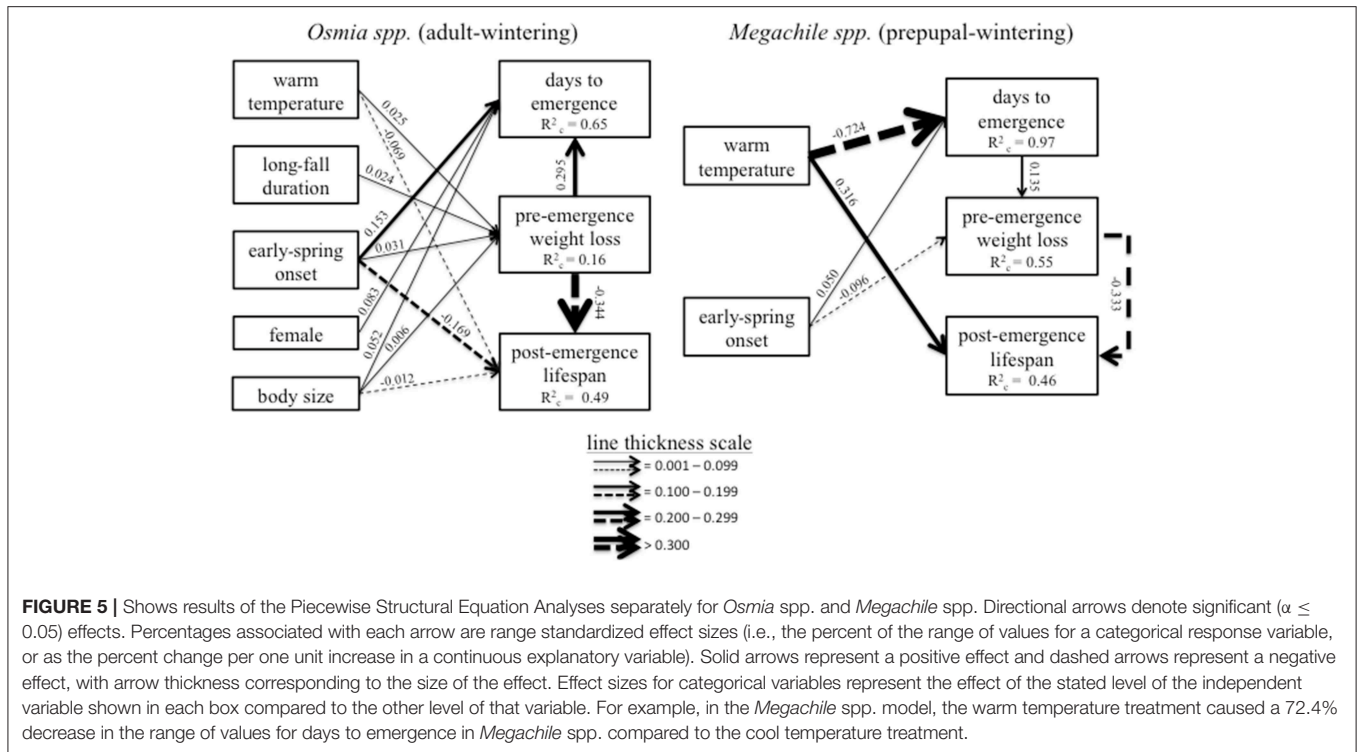 Osmia spp. (adult-wintering)
warm
temperature
long-fall
duration
early-spring
onset
female
body size
0.025
-0.069
0.024
0.153
0.031
0.083
0.052
0.006
-0.169
-0.012
days to
emergence
R²c = 0.65
0.295
pre-emergence
weight loss
R²c = 0.16
-0.344
post-emergence
lifespan
R²c = 0.49
Megachile spp. (prepupal-wintering)
warm
temperature
early-spring
onset
-0.724
0.316
0.050
-0.096
days to
emergence
R²c = 0.97
0.135
pre-emergence
weight loss
R²c = 0.55
-0.333
post-emergence
lifespan
R²c = 0.46
line thickness scale
= 0.001 – 0.099
= 0.100 – 0.199
= 0.200 – 0.299
> 0.300
FIGURE 5 | Shows results of the Piecewise Structural Equation Analyses separately for Osmia spp. and Megachile spp. Directional arrows denote significant (α ≤
0.05) effects. Percentages associated with each arrow are range standardized effect sizes (i.e., the percent of the range of values for a categorical response variable,
or as the percent change per one unit increase in a continuous explanatory variable). Solid arrows represent a positive effect and dashed arrows represent a negative
effect, with arrow thickness corresponding to the size of the effect. Effect sizes for categorical variables represent the effect of the stated level of the independent
variable shown in each box compared to the other level of that variable. For example, in the Megachile spp. model, the warm temperature treatment caused a 72.4%
decrease in the range of values for days to emergence in Megachile spp. compared to the cool temperature treatment.